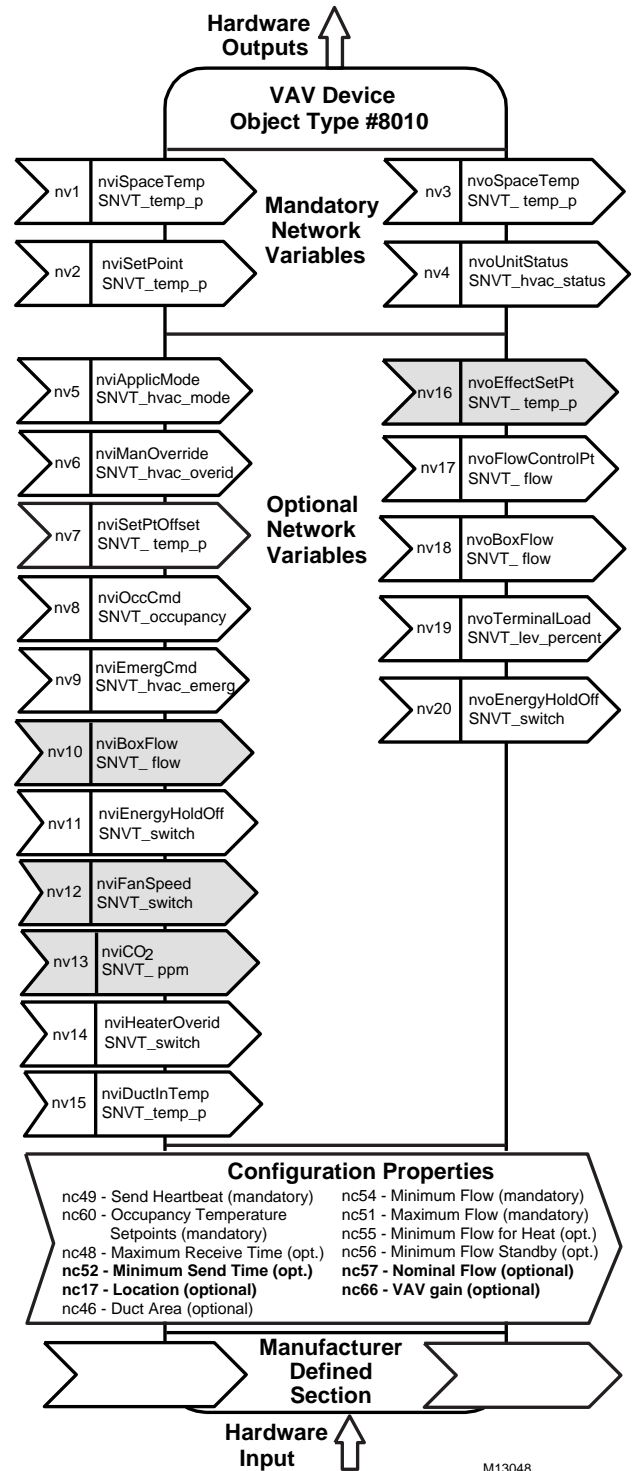 Hardware
Outputs
VAV Device
Object Type #8010
Mandatory
Network
Variables
nv1
nviSpaceTemp
SNVT_temp_p
nv2
nviSetPoint
SNVT_temp_p
nv3
nvoSpaceTemp
SNVT_ temp_p
nv4
nvoUnitStatus
SNVT_hvac_status
Optional
Network
Variables
nv5
nviApplicMode
SNVT_hvac_mode
nv6
nviManOverride
SNVT_hvac_overid
nv7
nviSetPtOffset
SNVT_ temp_p
nv8
nviOccCmd
SNVT_occupancy
nv9
nviEmergCmd
SNVT_hvac_emerg
nv10
nviBoxFlow
SNVT_ flow
nv11
nviEnergyHoldOff
SNVT_switch
nv12
nviFanSpeed
SNVT_switch
nv13
nviCO2
SNVT_ ppm
nv14
nviHeaterOverid
SNVT_switch
nv15
nviDuctInTemp
SNVT_temp_p
nv16
nvoEffectSetPt
SNVT_ temp_p
nv17
nvoFlowControlPt
SNVT_ flow
nv18
nvoBoxFlow
SNVT_ flow
nv19
nvoTerminalLoad
SNVT_lev_percent
nv20
nvoEnergyHoldOff
SNVT_switch
Configuration Properties
nc49 - Send Heartbeat (mandatory)
nc60 - Occupancy Temperature
Setpoints (mandatory)
nc48 - Maximum Receive Time (opt.)
nc52 - Minimum Send Time (opt.)
nc17 - Location (optional)
nc46 - Duct Area (optional)
nc54 - Minimum Flow (mandatory)
nc51 - Maximum Flow (mandatory)
nc55 - Minimum Flow for Heat (opt.)
nc56 - Minimum Flow Standby (opt.)
nc57 - Nominal Flow (optional)
nc66 - VAV gain (optional)
Manufacturer
Defined
Section
Hardware
Input
M13048